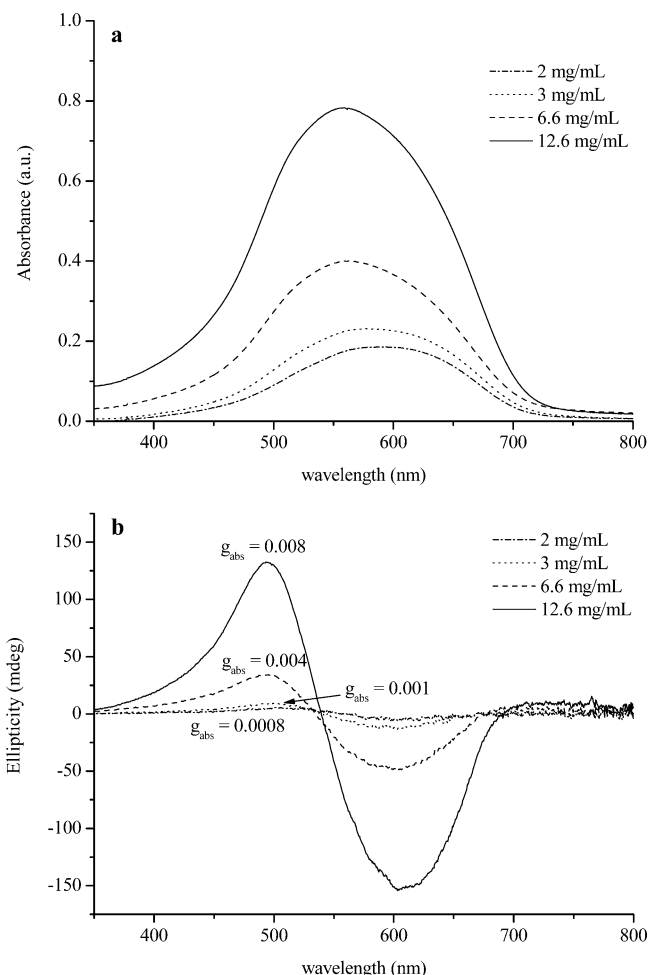 a
1.0
0.8
0.6
0.4
0.2
0.0
Absorbance (a.u.)
2 mg/mL
3 mg/mL
6.6 mg/mL
12.6 mg/mL
400 500 600 700 800
wavelength (nm)
b
150
100
50
0
-50
-100
-150
Ellipticity (mdeg)
2 mg/mL
3 mg/mL
6.6 mg/mL
12.6 mg/mL
gabs = 0.008
gabs = 0.004
gabs = 0.001
gabs = 0.0008
400 500 600 700 800
wavelength (nm)